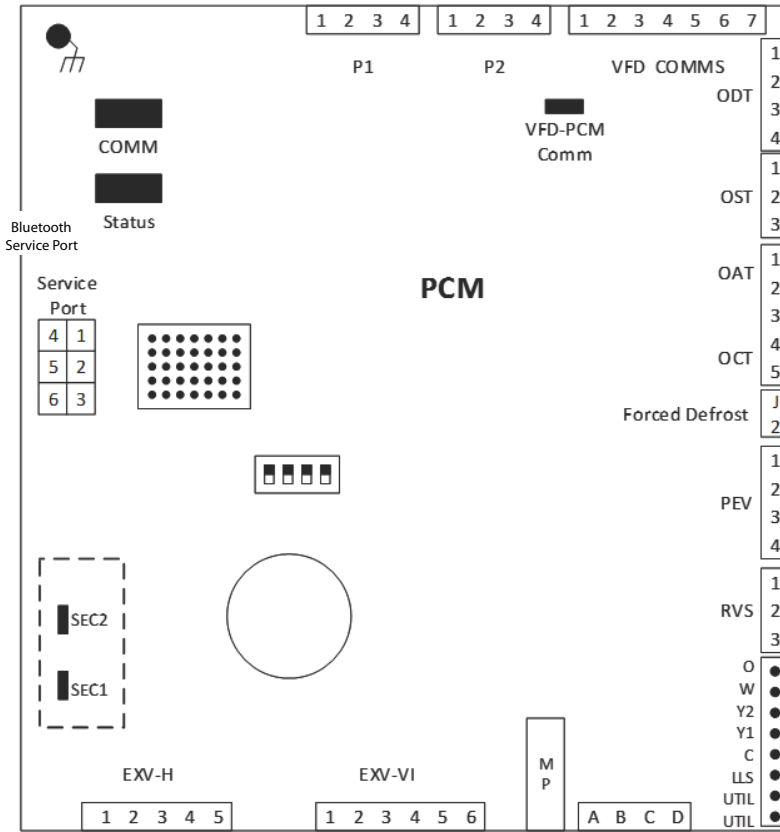 1 2 3 4
1 2 3 4
1 2 3 4 5 6 7
P1
P2
VFD COMMS
ODT
1
2
3
4
COMM
VFD-PCM
Comm
Status
OST
1
2
3
Bluetooth
Service Port
Service
Port
4 1
5 2
6 3
PCM
OAT
OCT
1
2
3
4
5
Forced Defrost
J
2
PEV
1
2
3
4
SEC2
SEC1
RVS
1
2
3
O
W
Y2
Y1
C
LLS
UTIL
UTIL
EXV-H
1 2 3 4 5
EXV-VI
1 2 3 4 5 6
M
P
A B C D